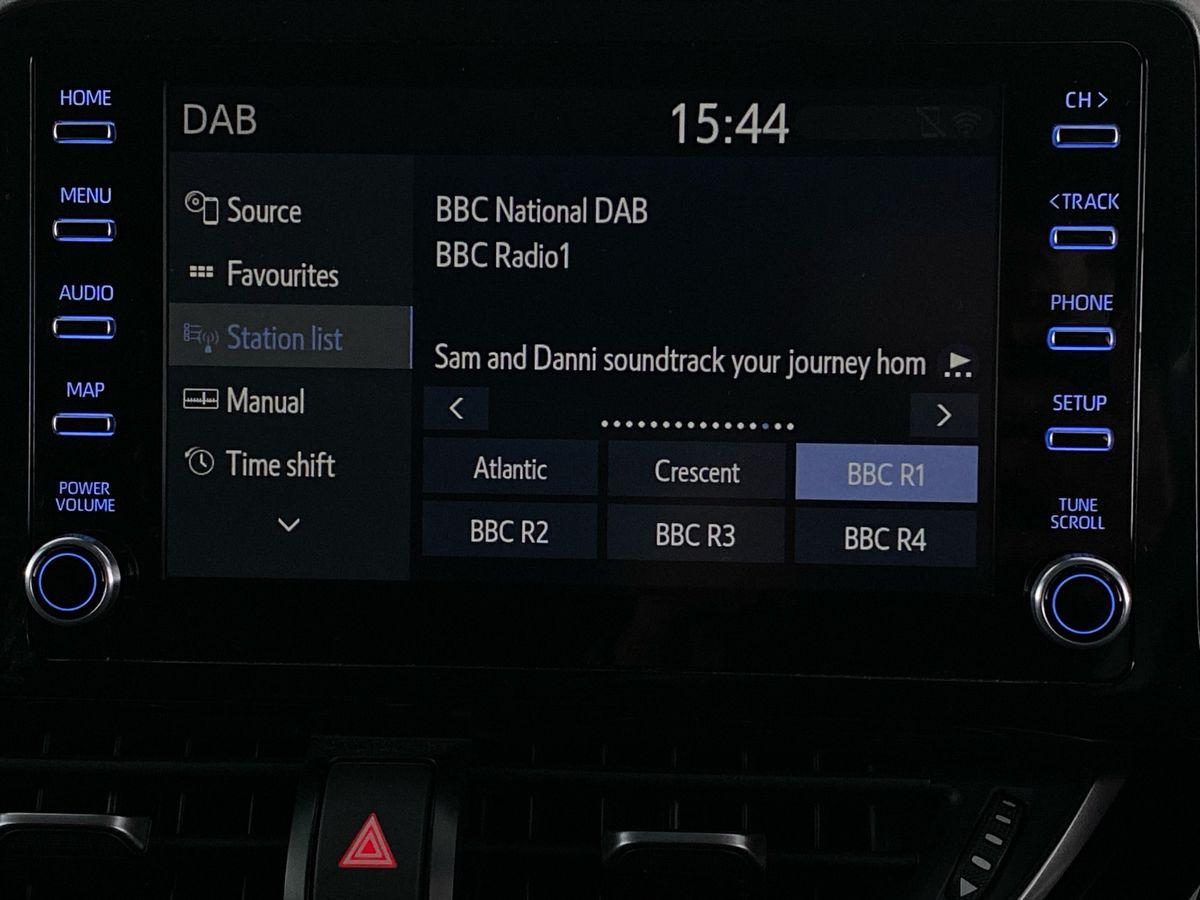 HOME
MENU
AUDIO
MAP
POWER
VOLUME
DAB
15:44
Source
Favourites
Station list
Manual
Time shift
BBC National DAB
BBC Radio1
Sam and Danni soundtrack your journey hom
Atlantic
Crescent
BBC R1
BBC R2
BBC R3
BBC R4
CH >
<TRACK
PHONE
SETUP
TUNE
SCROLL